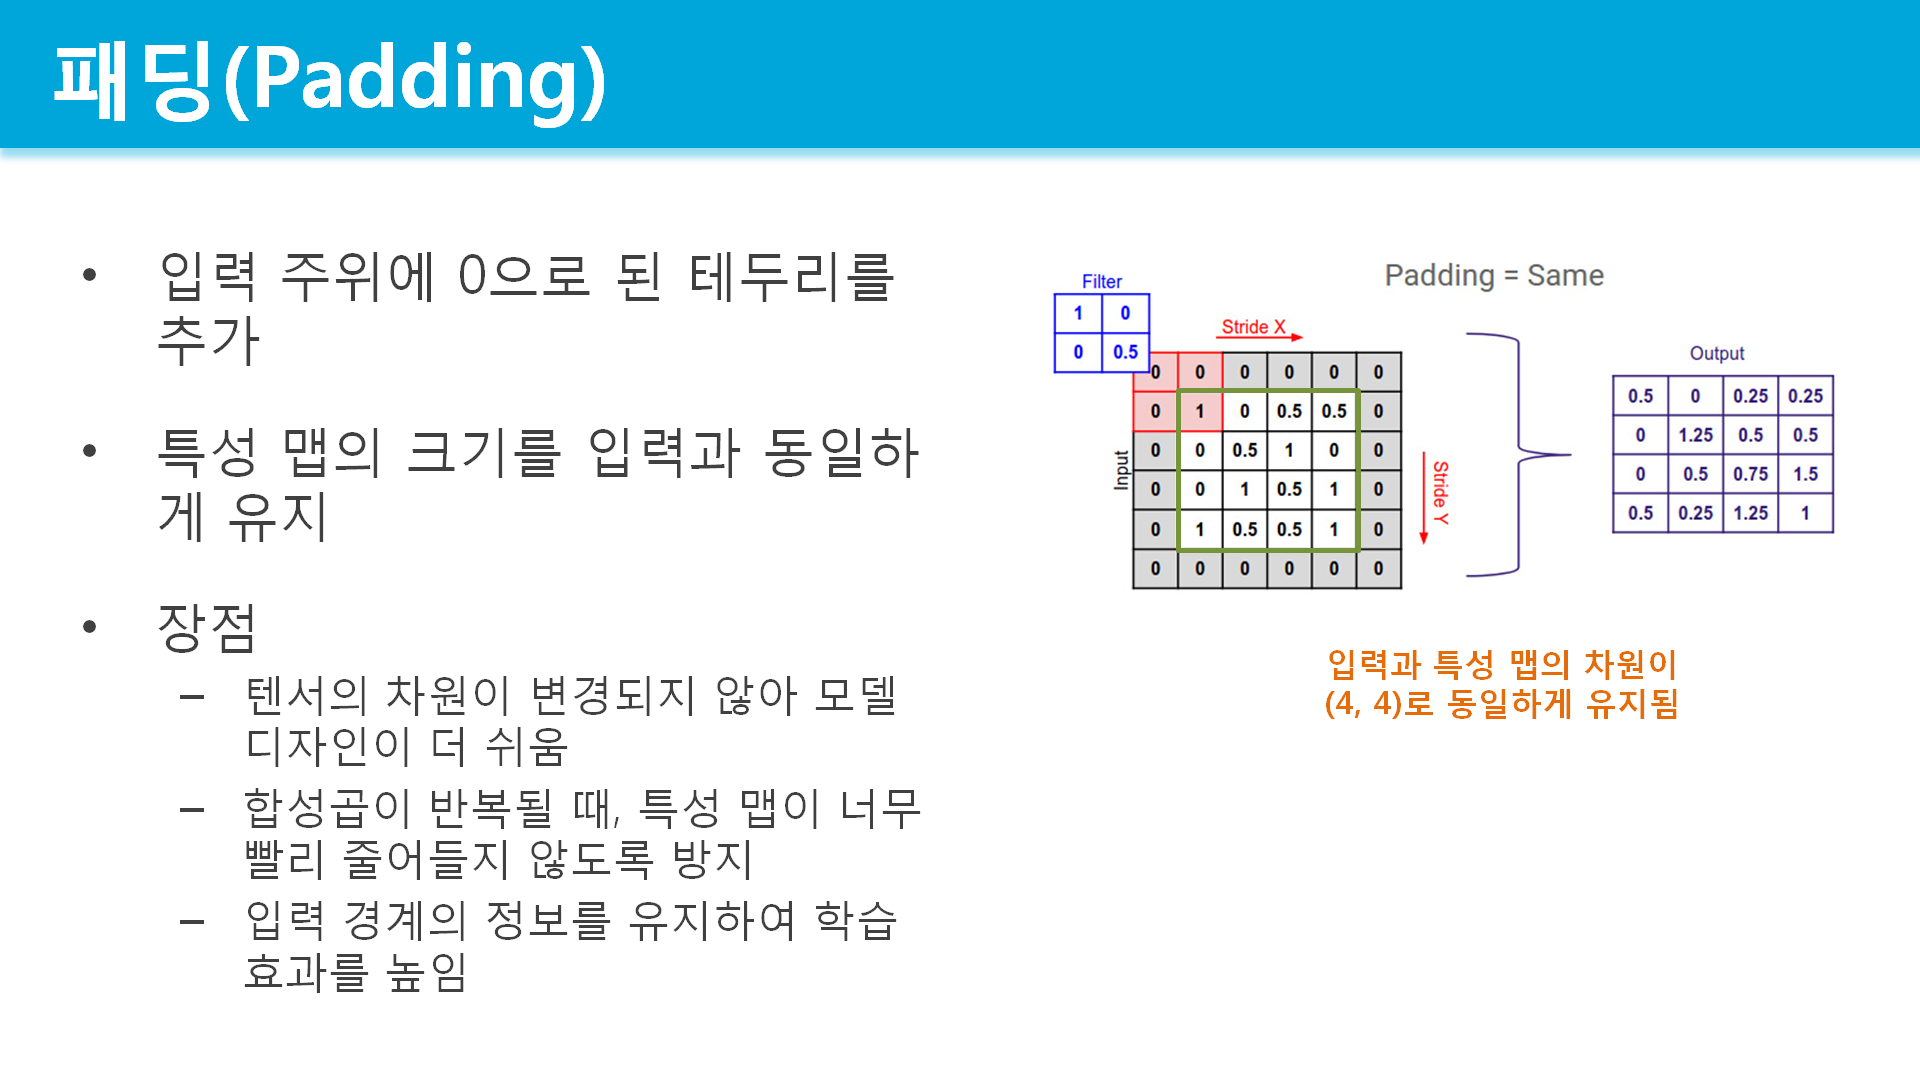 패딩(Padding)
• 입력 주위에 0으로 된 테두리를
추가
• 특성 맵의 크기를 입력과 동일하
게 유지
• 장점
– 텐서의 차원이 변경되지 않아 모델
디자인이 더 쉬움
– 합성곱이 반복될 때, 특성 맵이 너무
빨리 줄어들지 않도록 방지
– 입력 경계의 정보를 유지하여 학습
효과를 높임
Padding = Same
Filter
1 0
0 0.5
Stride X
Input
0 0 0 0 0 0
0 1 0 0.5 0.5 0
0 0 0.5 1 0 0
0 0 1 0.5 1 0
0 1 0.5 0.5 1 0
0 0 0 0 0 0
Stride Y
Output
0.5 0 0.25 0.25
0 1.25 0.5 0.5
0 0.5 0.75 1.5
0.5 0.25 1.25 1
입력과 특성 맵의 차원이
(4, 4)로 동일하게 유지됨